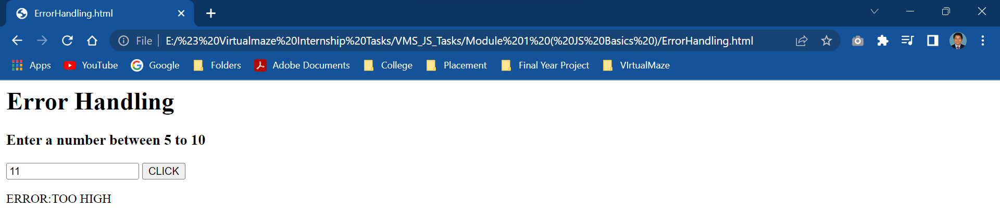 ErrorHandling.html
File E:/%23%20Virtualmaze%20Internship%20Tasks/VMS_JS_Tasks/Module%201%20(%20JS%20Basics%20)/ErrorHandling.html
Apps YouTube Google Folders Adobe Documents College Placement Final Year Project VIrtualMaze
Error Handling
Enter a number between 5 to 10
11 CLICK
ERROR:TOO HIGH